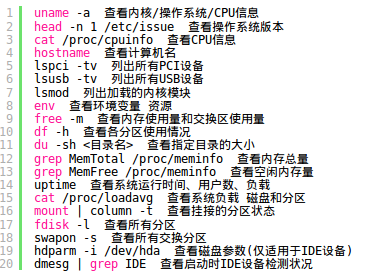 1 uname -a 查看内核/操作系统/CPU信息
2 head -n 1 /etc/issue 查看操作系统版本
3 cat /proc/cpuinfo 查看CPU信息
4 hostname 查看计算机名
5 lspci -tv 列出所有PCI设备
6 lsusb -tv 列出所有USB设备
7 lsmod 列出加载的内核模块
8 env 查看环境变量 资源
9 free -m 查看内存使用量和交换区使用量
10 df -h 查看各分区使用情况
11 du -sh <目录名> 查看指定目录的大小
12 grep MemTotal /proc/meminfo 查看内存总量
13 grep MemFree /proc/meminfo 查看空闲内存量
14 uptime 查看系统运行时间、用户数、负载
15 cat /proc/loadavg 查看系统负载 磁盘和分区
16 mount | column -t 查看挂接的分区状态
17 fdisk -l 查看所有分区
18 swapon -s 查看所有交换分区
19 hdparm -i /dev/hda 查看磁盘参数(仅适用于IDE设备)
20 dmesg | grep IDE 查看启动时IDE设备检测状况